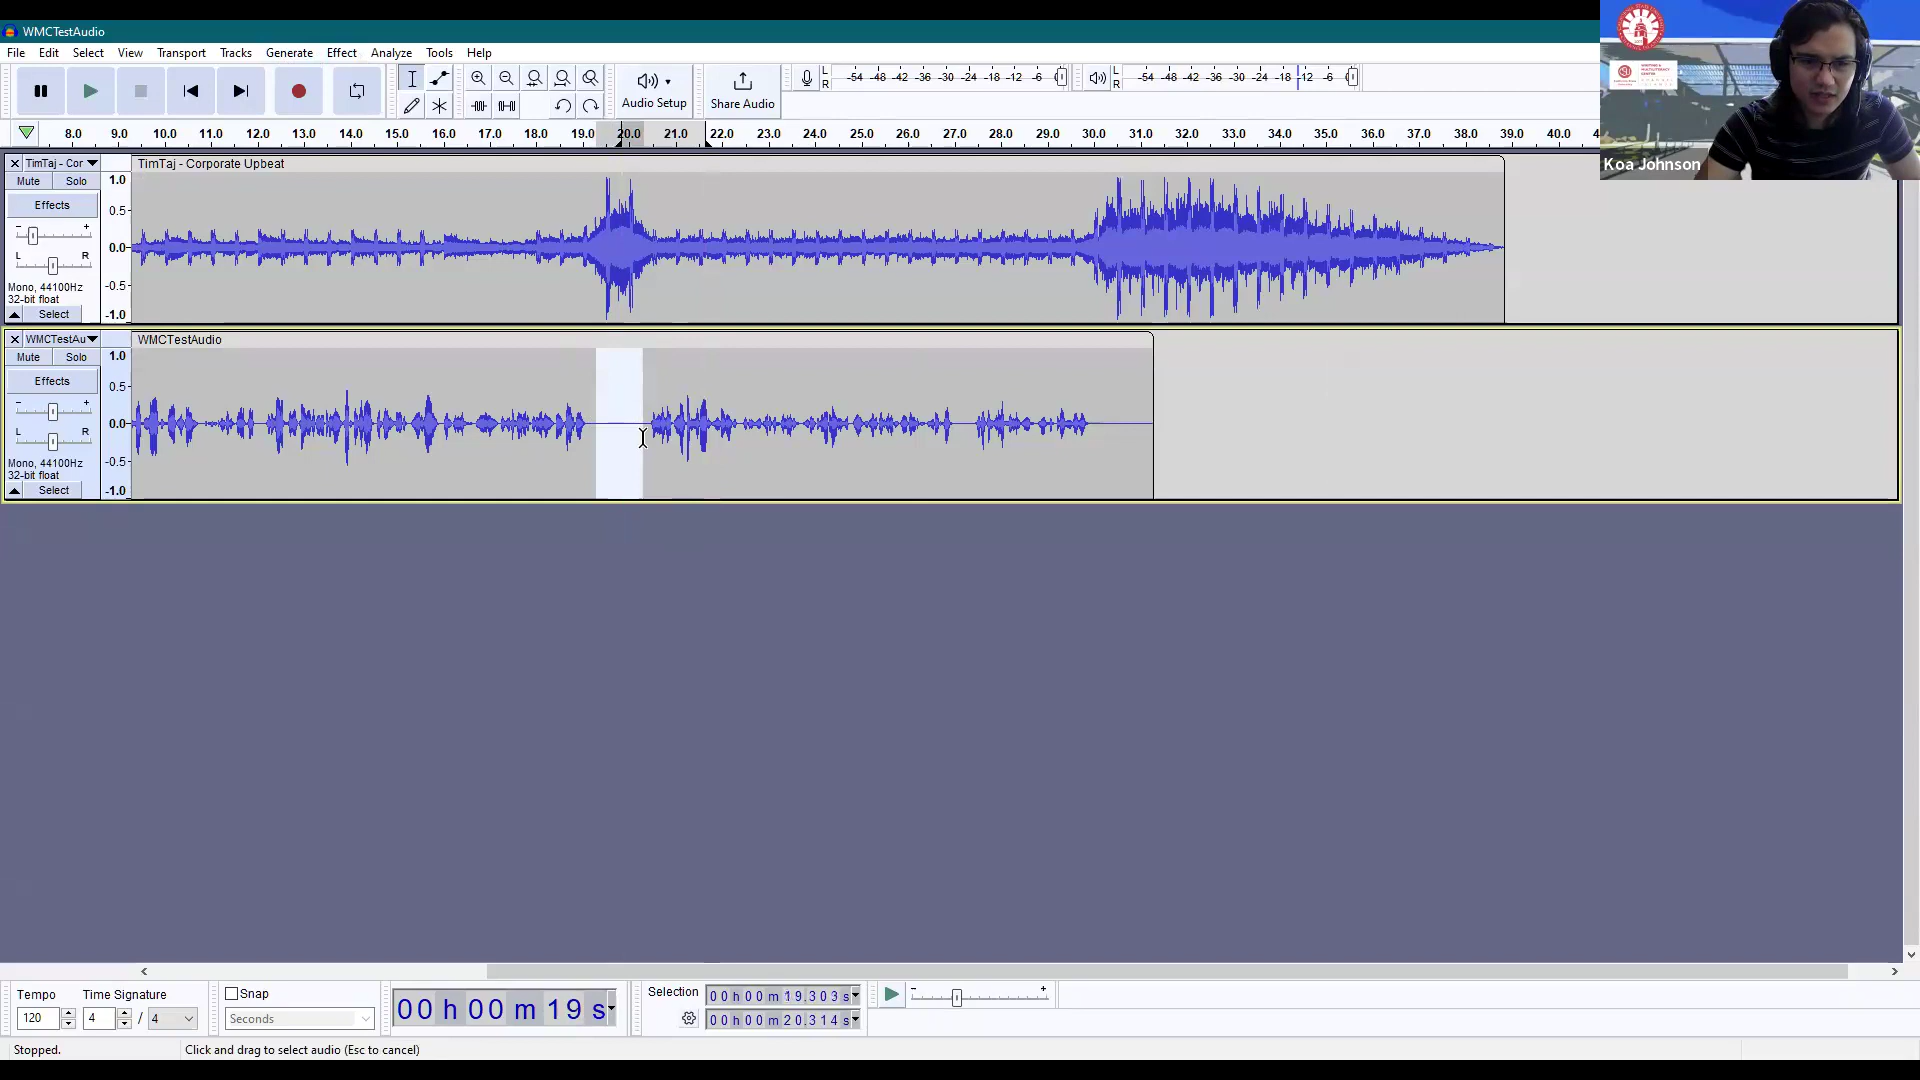 WMCTestAudio
File Edit Select View Transport Tracks Generate Effect Analyze Tools Help
Audio Setup
Share Audio
L R -54 -48 -42 -36 -30 -24 -18 -12 -6 0
L R -54 -48 -42 -36 -30 -24 -18 -12 -6 0
8.0 9.0 10.0 11.0 12.0 13.0 14.0 15.0 16.0 17.0 18.0 19.0 20.0 21.0 22.0 23.0 24.0 25.0 26.0 27.0 28.0 29.0 30.0 31.0 32.0 33.0 34.0 35.0 36.0 37.0 38.0 39.0 40.0
Koa Johnson
TimTaj - Cor
TimTaj - Corporate Upbeat
Mute Solo
Effects
- +
L R
Mono, 44100Hz
32-bit float
Select
1.0
0.5
0.0
-0.5
-1.0
WMCTestAu
WMCTestAudio
Mute Solo
Effects
- +
L R
Mono, 44100Hz
32-bit float
Select
1.0
0.5
0.0
-0.5
-1.0
Tempo
120
Time Signature
4 / 4
Snap
Seconds
00 h 00 m 19 s
Selection
00 h 00 m 19.303 s
00 h 00 m 20.314 s
- +
Stopped.
Click and drag to select audio (Esc to cancel)